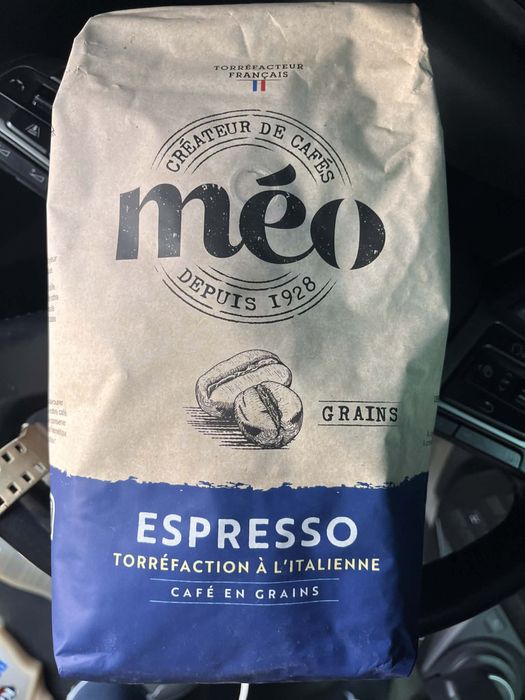 TORRÉFACTEUR
FRANÇAIS
CRÉATEUR DE CAFÉS
méo
DEPUIS 1928
GRAINS
ESPRESSO
TORRÉFACTION À L'ITALIENNE
CAFÉ EN GRAINS